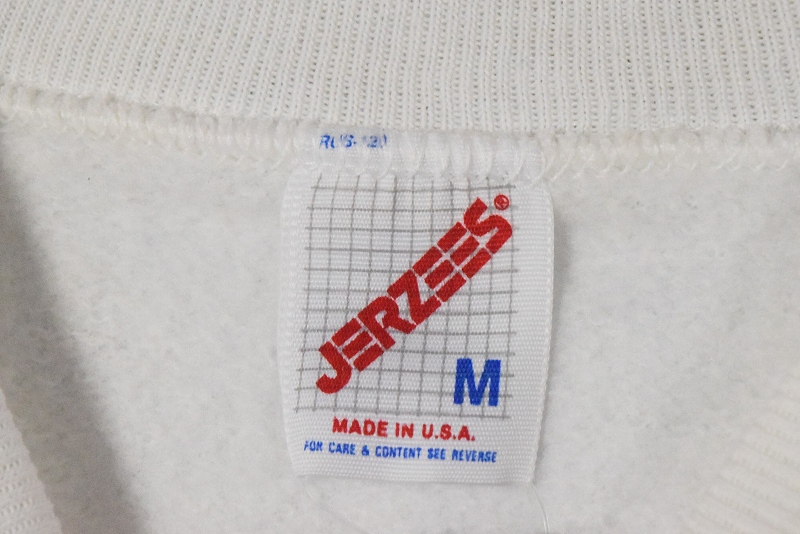 JERZEES®
M
MADE IN U.S.A.
FOR CARE & CONTENT SEE REVERSE